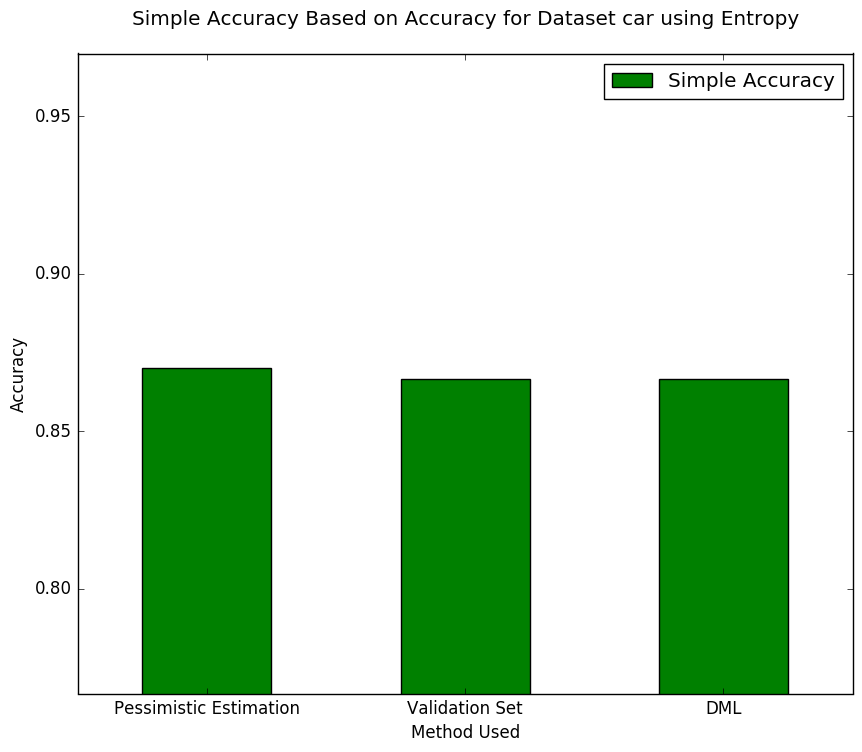 Simple Accuracy Based on Accuracy for Dataset car using Entropy
Simple Accuracy
0.95
0.90
0.85
0.80
Accuracy
Pessimistic Estimation
Validation Set
DML
Method Used